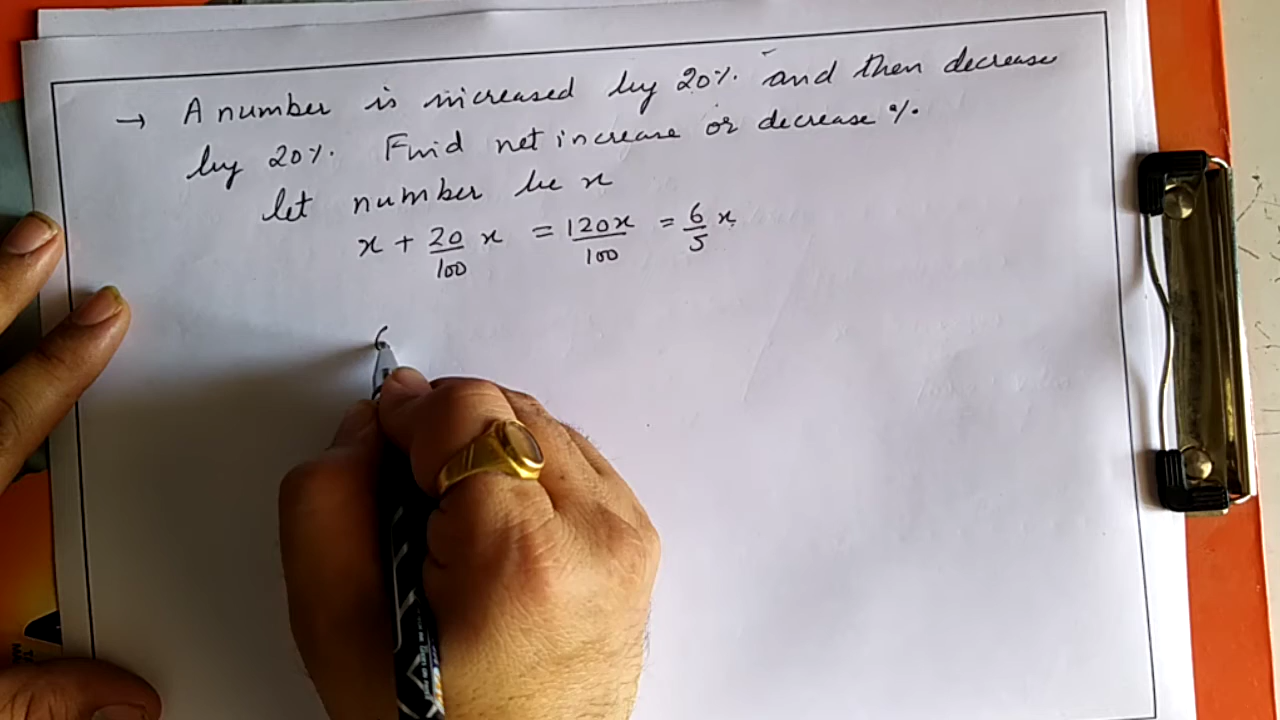 → A number is increased by 20%. and then decrease
by 20%. Find net increase or decrease %.
let number be x
x + 20/100 x = 120x/100 = 6/5 x
6